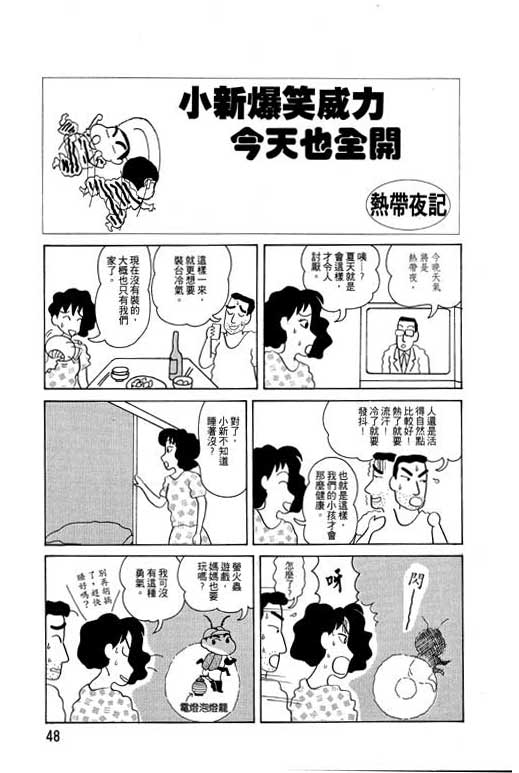 小新爆笑威力
今天也全開
熱帶夜記
今晚天氣
將是
熱帶夜。
咦…?
夏天就是
會這樣,
才令人
討厭。
這樣一來,
就更想要
裝台冷氣。
現在沒有裝的,
大概也只有我們
家了。
人還是活
得自然點
比較好!
熱了就要
流汗!
冷了就要
發抖!
也就是這樣,
我們的小孩才會
那麼健康。
對了,
小新不知道
睡著沒?
閃
呀
怎麼了?
螢火蟲
遊戲,
媽媽也要
玩嗎?
電燈泡燈籠
我可沒
有這種
勇氣。
別再胡搞
了,趕快
睡好嗎?
48